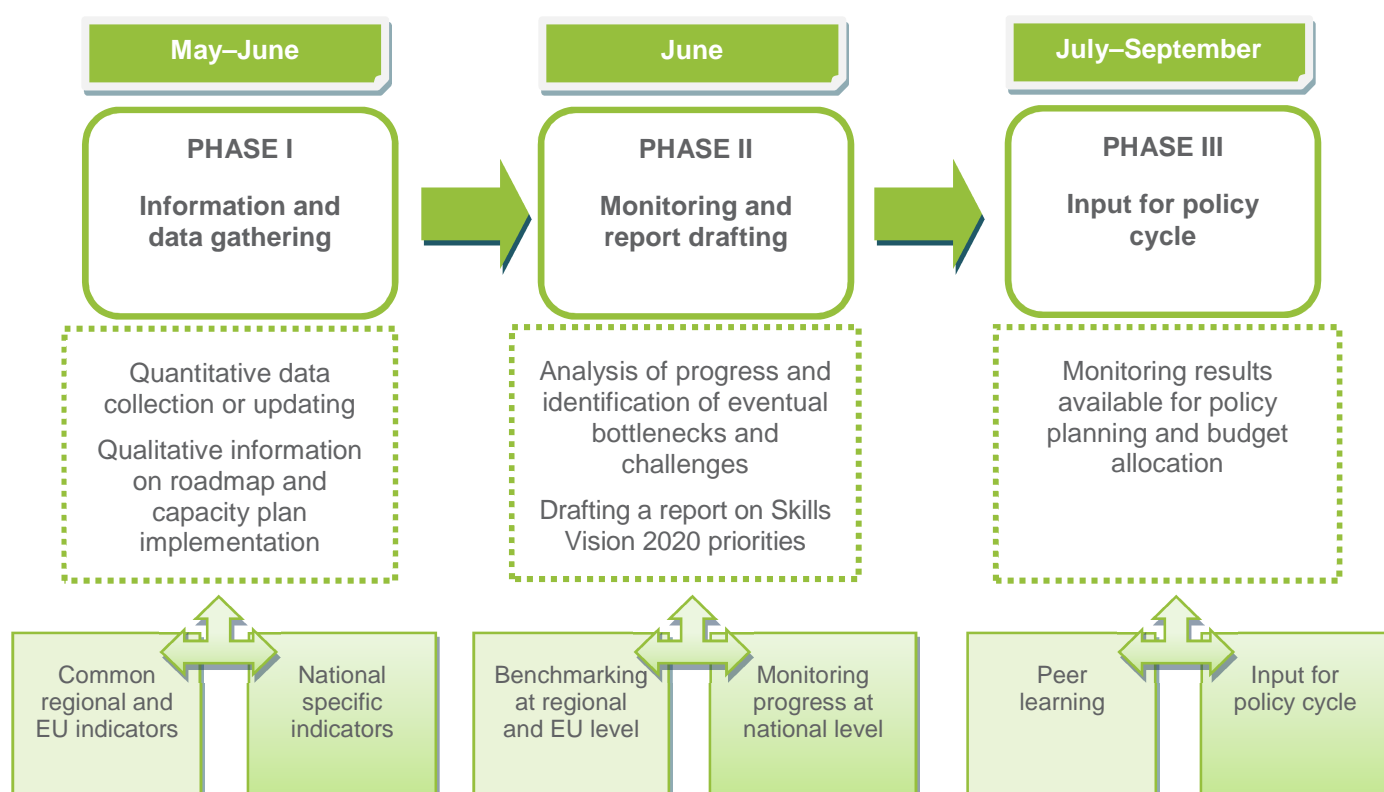 May–June
June
July–September
PHASE I
Information and
data gathering
PHASE II
Monitoring and
report drafting
PHASE III
Input for policy
cycle
Quantitative data
collection or updating
Qualitative information
on roadmap and
capacity plan
implementation
Analysis of progress and
identification of eventual
bottlenecks and
challenges
Drafting a report on Skills
Vision 2020 priorities
Monitoring results
available for policy
planning and budget
allocation
Common
regional and
EU indicators
National
specific
indicators
Benchmarking
at regional
and EU level
Monitoring
progress at
national level
Peer
learning
Input for
policy cycle